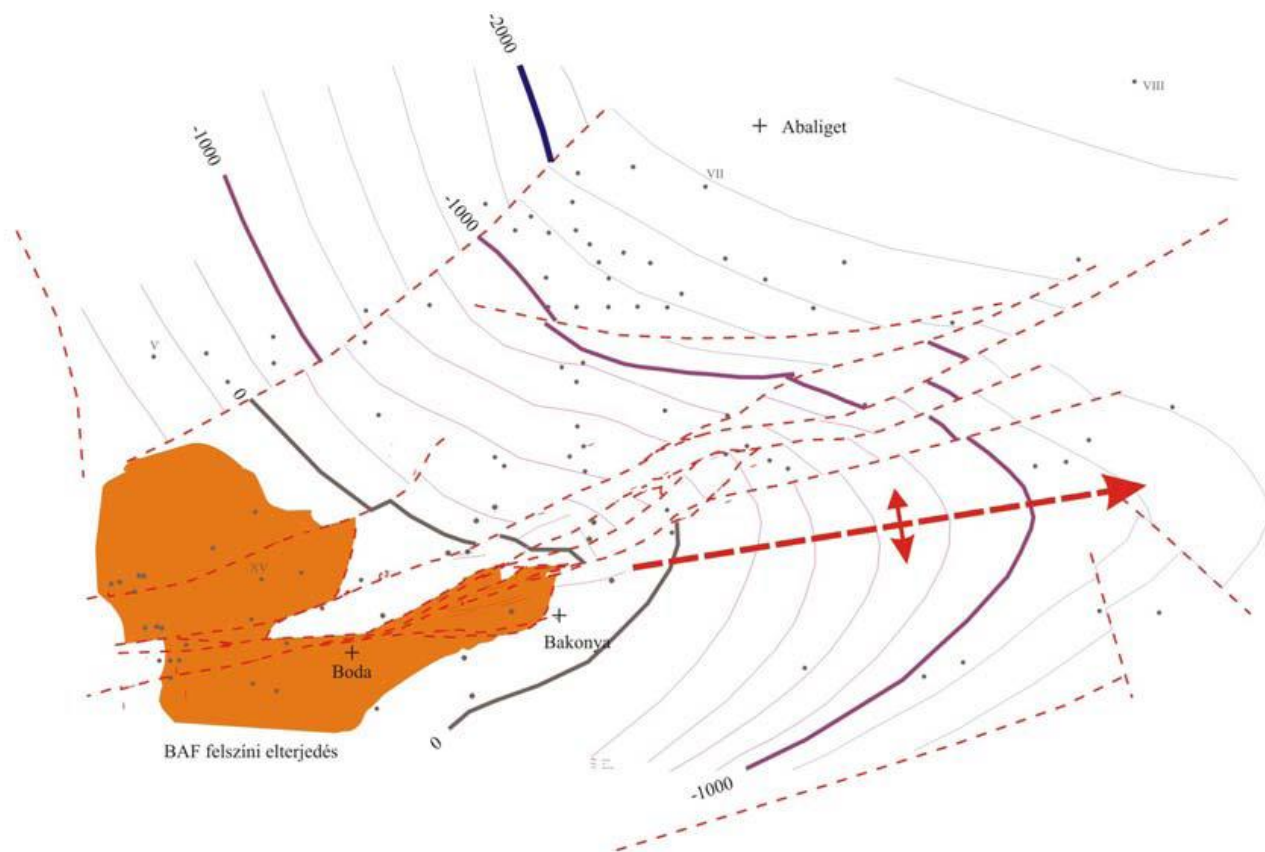 -2000
VIII
Abaliget
-1000
VII
-1000
V
0
XV
Bakonya
Boda
BAF felszíni elterjedés
0
-1000